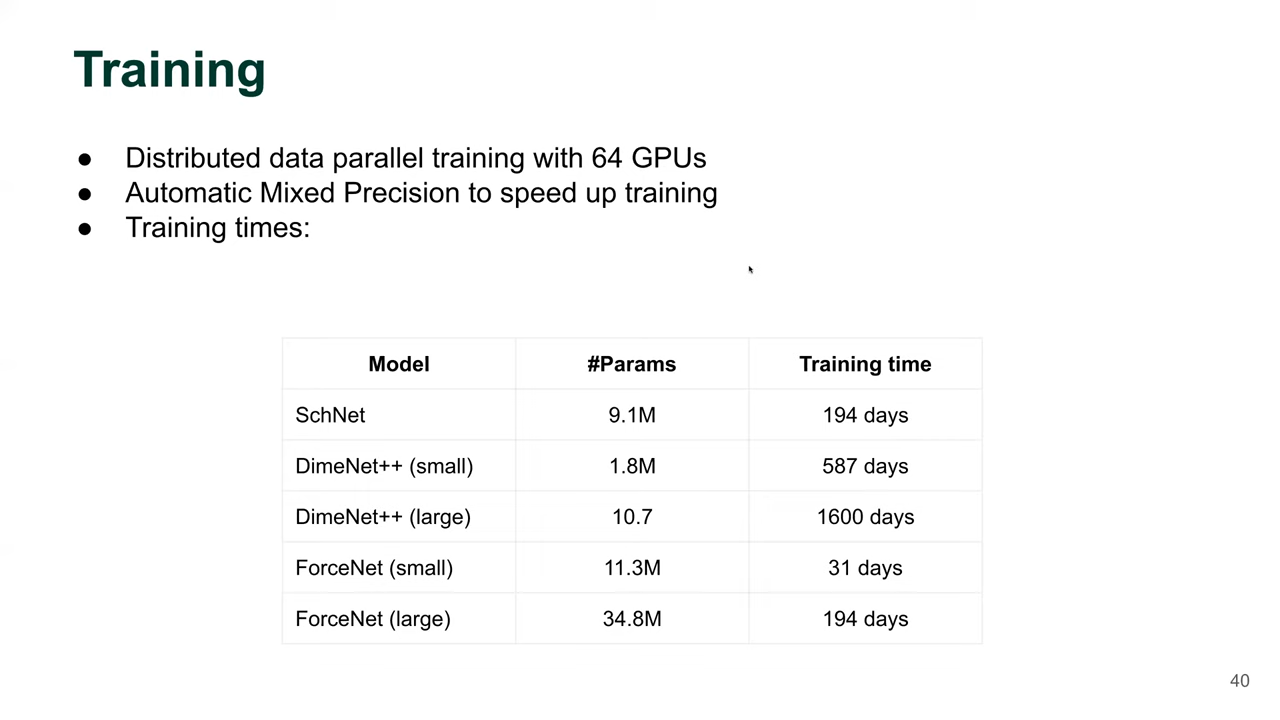 Training
● Distributed data parallel training with 64 GPUs
● Automatic Mixed Precision to speed up training
● Training times:
Model #Params Training time
SchNet 9.1M 194 days
DimeNet++ (small) 1.8M 587 days
DimeNet++ (large) 10.7 1600 days
ForceNet (small) 11.3M 31 days
ForceNet (large) 34.8M 194 days
40